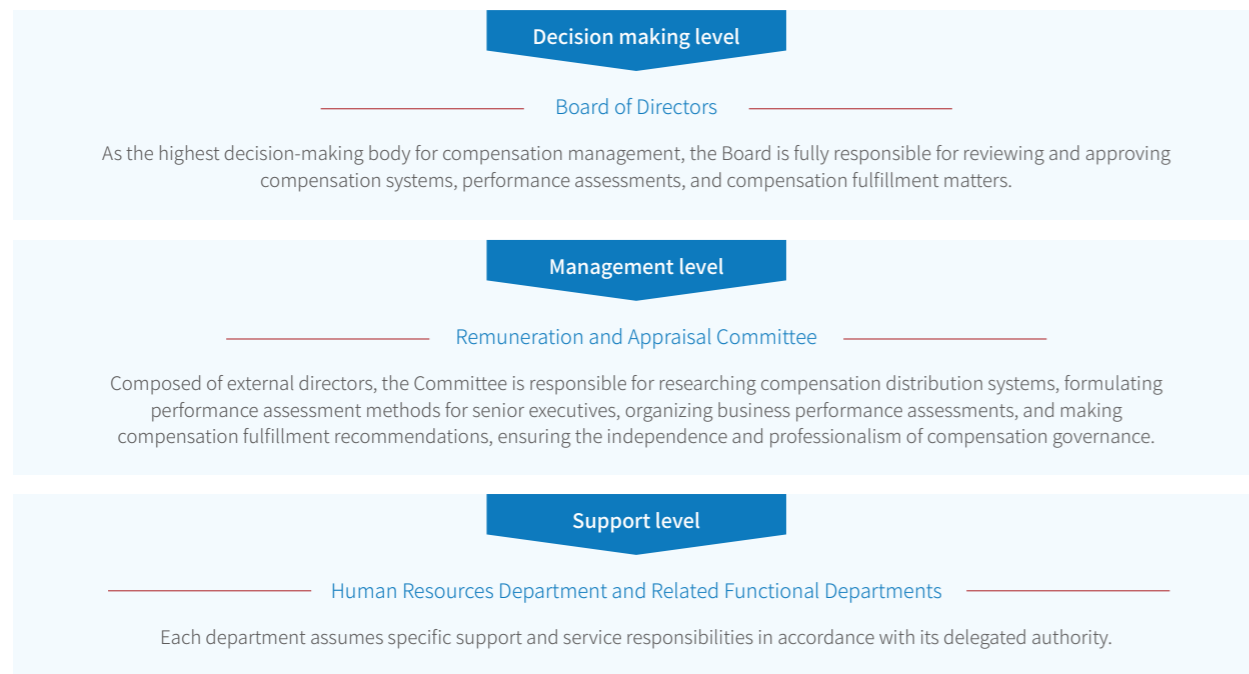 Decision making level
Board of Directors
As the highest decision-making body for compensation management, the Board is fully responsible for reviewing and approving
compensation systems, performance assessments, and compensation fulfillment matters.
Management level
Remuneration and Appraisal Committee
Composed of external directors, the Committee is responsible for researching compensation distribution systems, formulating
performance assessment methods for senior executives, organizing business performance assessments, and making
compensation fulfillment recommendations, ensuring the independence and professionalism of compensation governance.
Support level
Human Resources Department and Related Functional Departments
Each department assumes specific support and service responsibilities in accordance with its delegated authority.